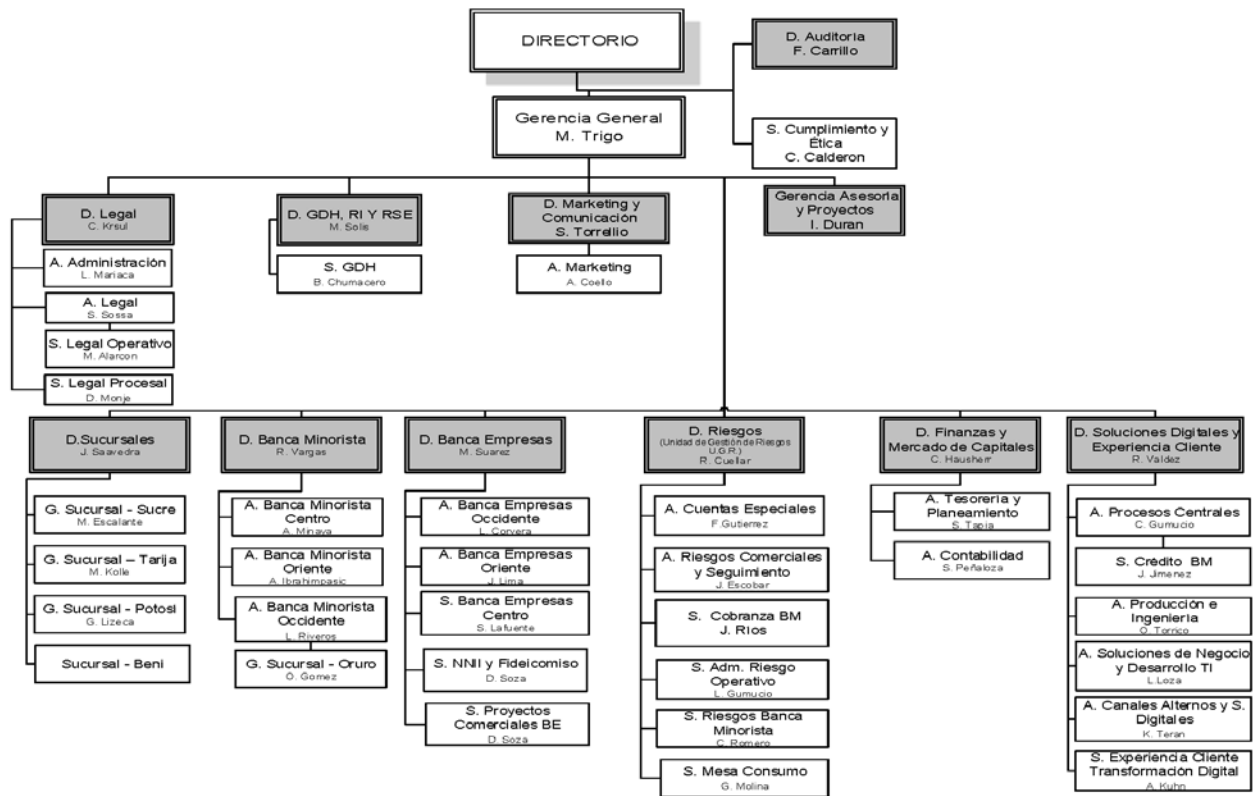 DIRECTORIO
D. Auditoria
F. Carrillo
Gerencia General
M. Trigo
S. Cumplimiento y
Ética
C. Calderon
D. Legal
C. Krsul
A. Administración
L. Mariaca
A. Legal
S. Sossa
S. Legal Operativo
M. Alarcon
S. Legal Procesal
D. Monje
D. GDH, RI Y RSE
M. Solis
S. GDH
B. Chumacero
D. Marketing y
Comunicación
S. Torrellio
A. Marketing
A. Coello
Gerencia Asesoría
y Proyectos
I. Duran
D.Sucursales
J. Saavedra
G. Sucursal - Sucre
M. Escalante
G. Sucursal – Tarija
M. Kolle
G. Sucursal - Potosí
G. Lizeca
Sucursal - Beni
D. Banca Minorista
R. Vargas
A. Banca Minorista
Centro
A. Minaya
A. Banca Minorista
Oriente
A. Ibrahimpasic
A. Banca Minorista
Occidente
L. Riveros
G. Sucursal - Oruro
O. Gomez
D. Banca Empresas
M. Suarez
A. Banca Empresas
Occidente
L. Corvera
A. Banca Empresas
Oriente
J. Lima
S. Banca Empresas
Centro
S. Lafuente
S. NNII y Fideicomiso
D. Soza
S. Proyectos
Comerciales BE
D. Soza
D. Riesgos
(Unidad de Gestión de Riesgos
U.G.R.)
R. Cuellar
A. Cuentas Especiales
F.Gutierrez
A. Riesgos Comerciales
y Seguimiento
J. Escobar
S. Cobranza BM
J. RIos
S. Adm. Riesgo
Operativo
L. Gumucio
S. Riesgos Banca
Minorista
C. Romero
S. Mesa Consumo
G. Molina
D. Finanzas y
Mercado de Capitales
C. Hausherr
A. Tesorería y
Planeamiento
S. Tapia
A. Contabilidad
S. Peñaloza
D. Soluciones Digitales y
Experiencia Cliente
R. Valdez
A. Procesos Centrales
C. Gumucio
S. Crédito BM
J. Jimenez
A. Producción e
Ingeniería
O. Torrico
A. Soluciones de Negocio
y Desarrollo TI
L.Loza
A. Canales Alternos y S.
Digitales
K. Teran
S. Experiencia Cliente
Transformación Digital
A. Kuhn